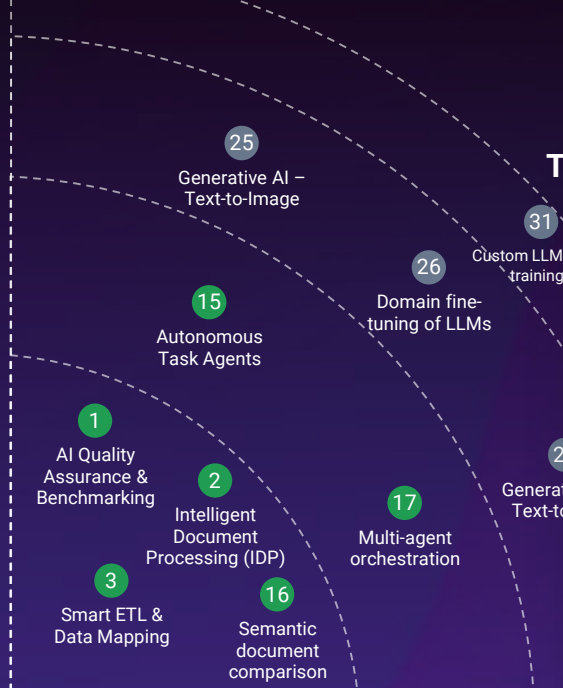 25
Generative AI –
Text-to-Image
31
Custom LLM
training
26
Domain fine-
tuning of LLMs
15
Autonomous
Task Agents
1
AI Quality
Assurance &
Benchmarking
2
Intelligent
Document
Processing (IDP)
17
Multi-agent
orchestration
3
Smart ETL &
Data Mapping
16
Semantic
document
comparison